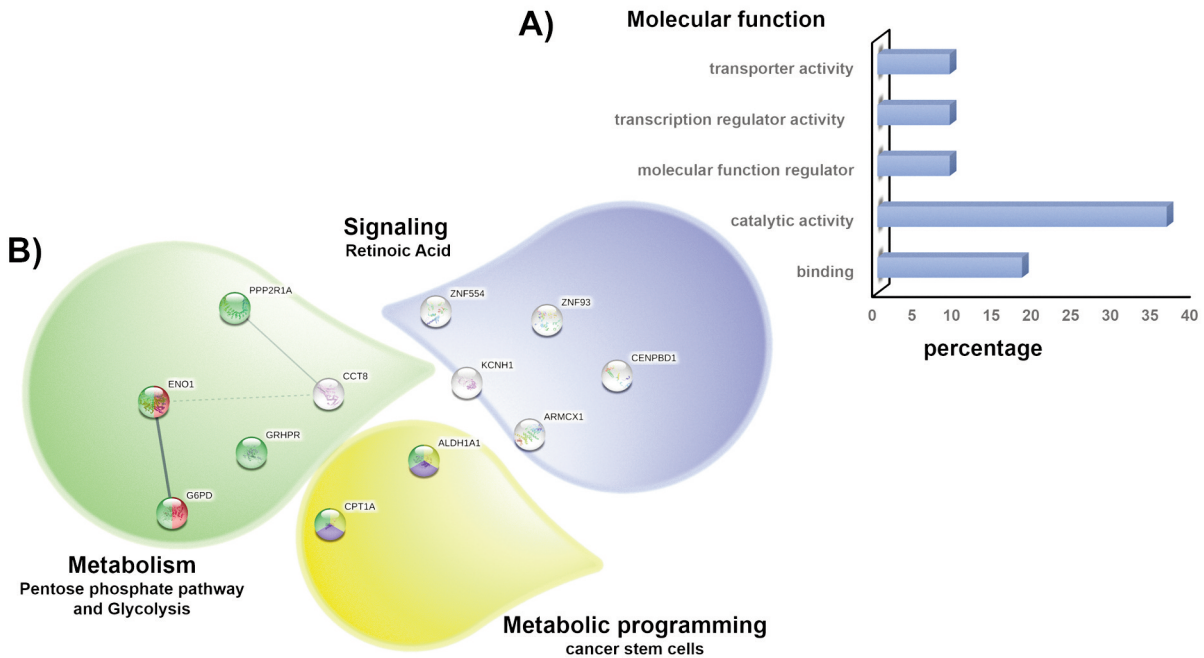 A)
Molecular function
transporter activity
transcription regulator activity
molecular function regulator
catalytic activity
binding
0 5 10 15 20 25 30 35 40
percentage
B)
Signaling
Retinoic Acid
PPP2R1A
ZNF554
ZNF93
ENO1
CCT8
KCNH1
CENPBD1
GRHPR
ARMCX1
ALDH1A1
G6PD
CPT1A
Metabolism
Pentose phosphate pathway
and Glycolysis
Metabolic programming
cancer stem cells